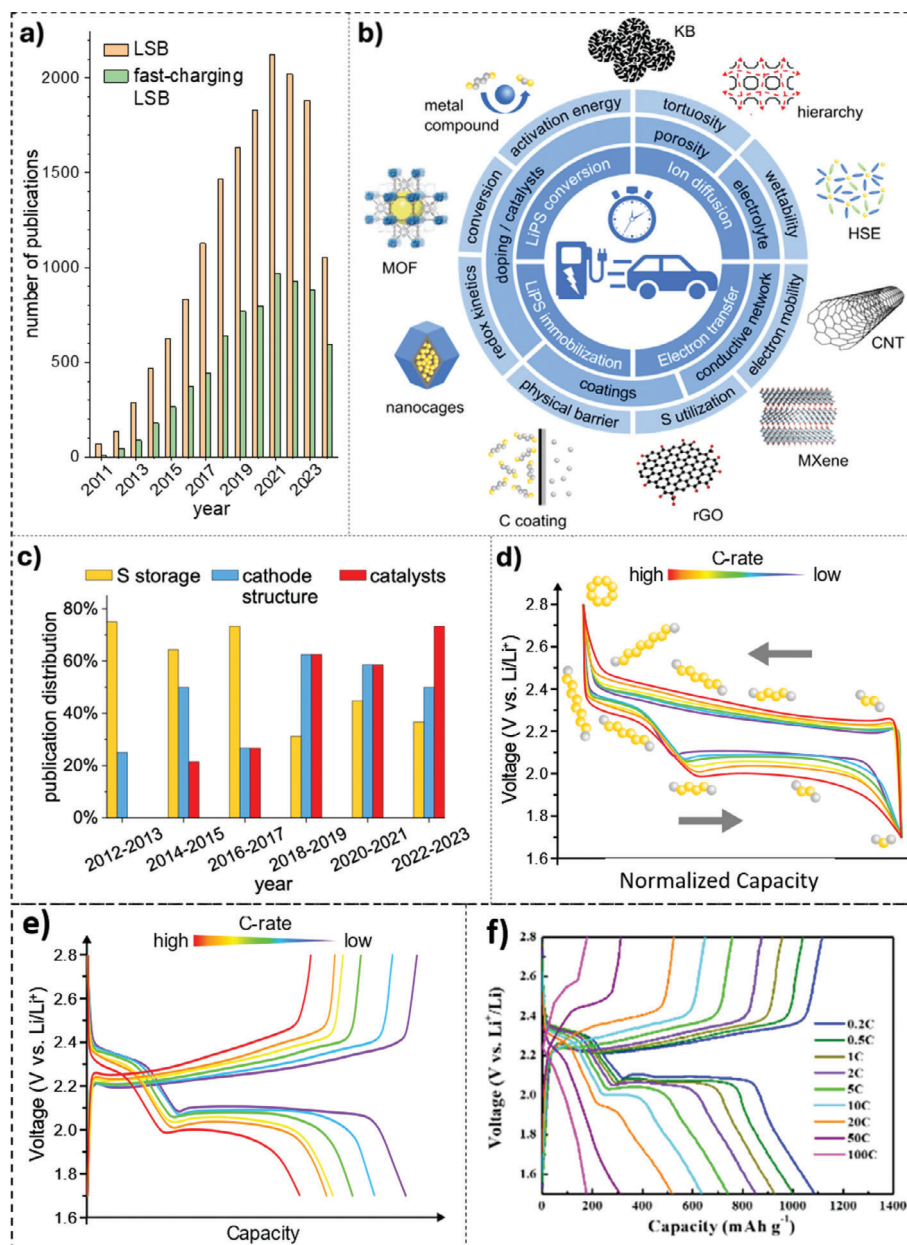 a)
LSB
fast-charging
LSB
number of publications
2000
1500
1000
500
0
2011
2013
2015
2017
2019
2021
2023
year
b)
KB
metal
compound
hierarchy
MOF
HSE
nanocages
CNT
C coating
rGO
MXene
activation energy
tortuosity
wettability
electron mobility
S utilization
physical barrier
redox kinetics
conversion
doping / catalysts
porosity
electrolyte
conductive network
coatings
LiPS conversion
Ion diffusion
Electron transfer
LiPS immobilization
c)
S storage
cathode
structure
catalysts
publication distribution
80%
60%
40%
20%
0%
2012-2013
2014-2015
2016-2017
2018-2019
2020-2021
2022-2023
year
d)
C-rate
high
low
Voltage (V vs. Li/Li⁺)
2.8
2.6
2.4
2.2
2.0
1.8
1.6
Normalized Capacity
e)
C-rate
high
low
Voltage (V vs. Li/Li⁺)
2.8
2.6
2.4
2.2
2.0
1.8
1.6
Capacity
f)
Voltage (V vs. Li⁺/Li)
2.8
2.6
2.4
2.2
2.0
1.8
1.6
0.2C
0.5C
1C
2C
5C
10C
20C
50C
100C
0 200 400 600 800 1000 1200 1400
Capacity (mAh g⁻¹)